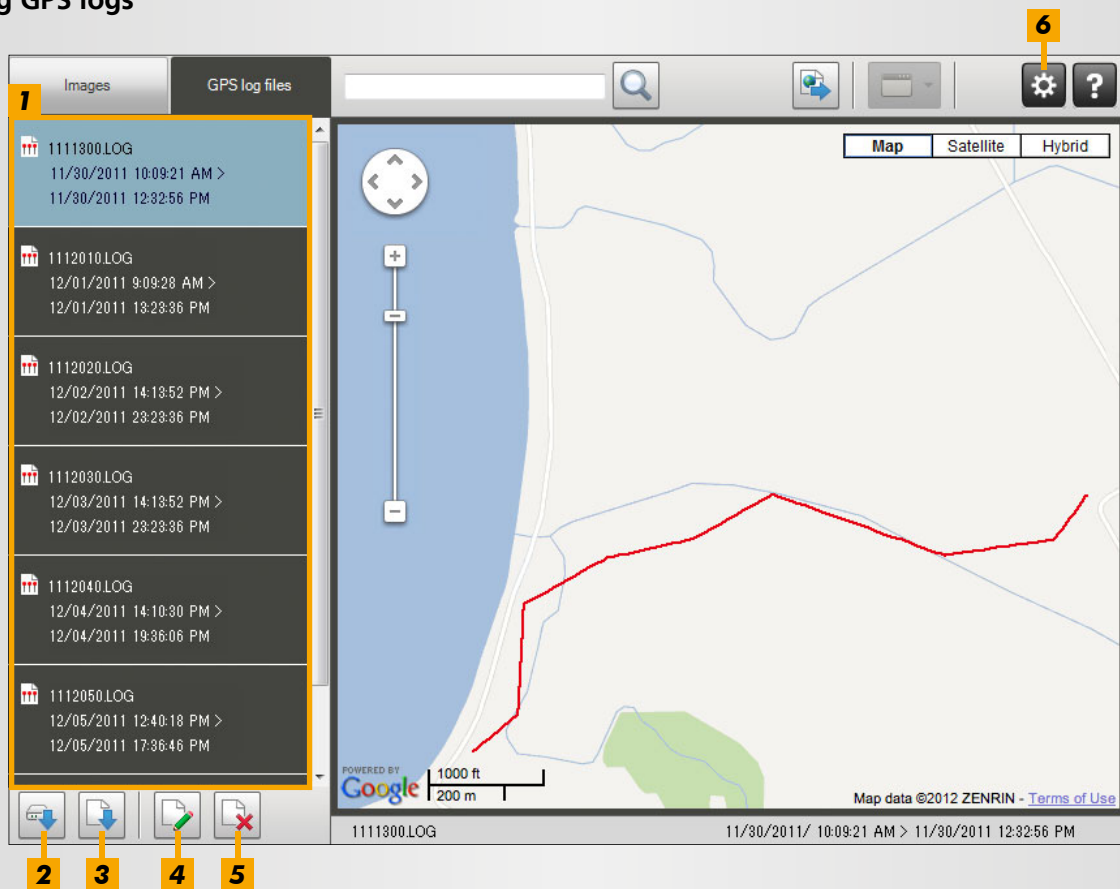 g GPS logs
6
Images
GPS log files
1
1111300.LOG
11/30/2011 10:09:21 AM >
11/30/2011 12:32:56 PM
1112010.LOG
12/01/2011 9:09:28 AM >
12/01/2011 13:23:36 PM
1112020.LOG
12/02/2011 14:13:52 PM >
12/02/2011 23:23:36 PM
1112030.LOG
12/03/2011 14:13:52 PM >
12/03/2011 23:23:36 PM
1112040.LOG
12/04/2011 14:10:30 PM >
12/04/2011 19:36:06 PM
1112050.LOG
12/05/2011 12:40:18 PM >
12/05/2011 17:36:46 PM
Map
Satellite
Hybrid
POWERED BY
Google
1000 ft
200 m
Map data ©2012 ZENRIN - Terms of Use
1111300.LOG
11/30/2011/ 10:09:21 AM > 11/30/2011 12:32:56 PM
2
3
4
5